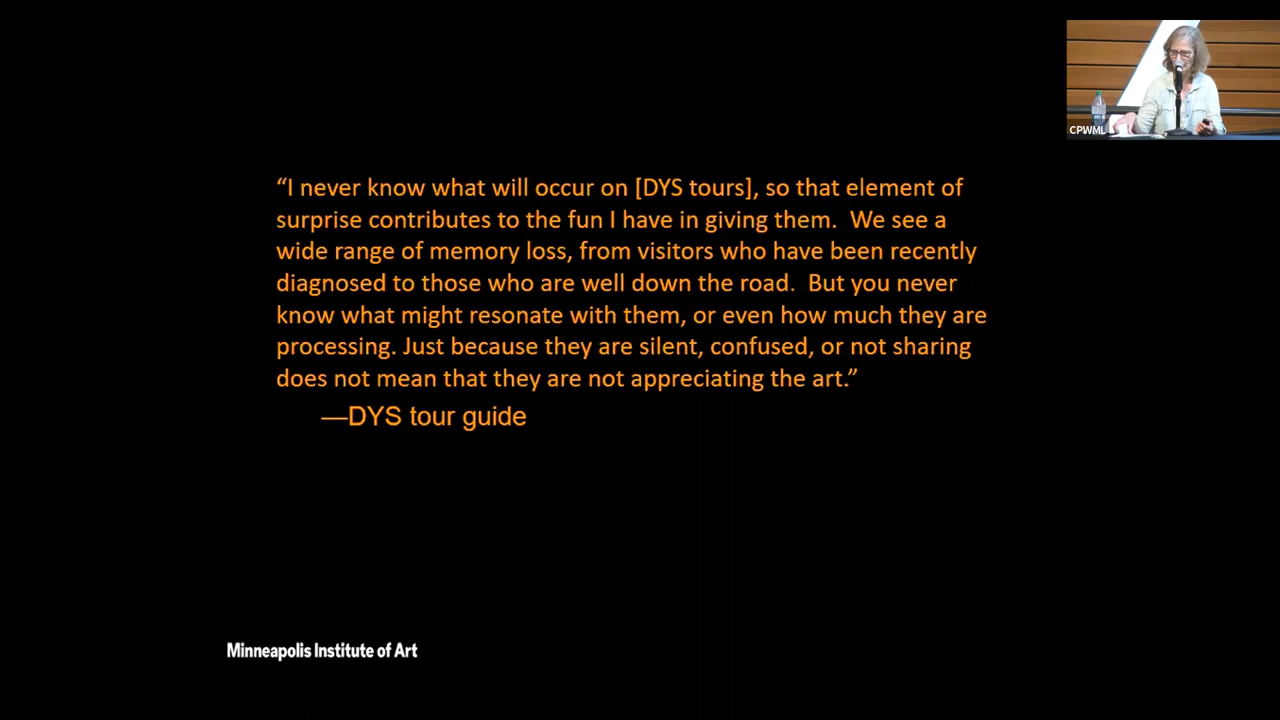 CPWML
“I never know what will occur on [DYS tours], so that element of
surprise contributes to the fun I have in giving them.  We see a
wide range of memory loss, from visitors who have been recently
diagnosed to those who are well down the road.  But you never
know what might resonate with them, or even how much they are
processing. Just because they are silent, confused, or not sharing
does not mean that they are not appreciating the art.”
—DYS tour guide
Minneapolis Institute of Art